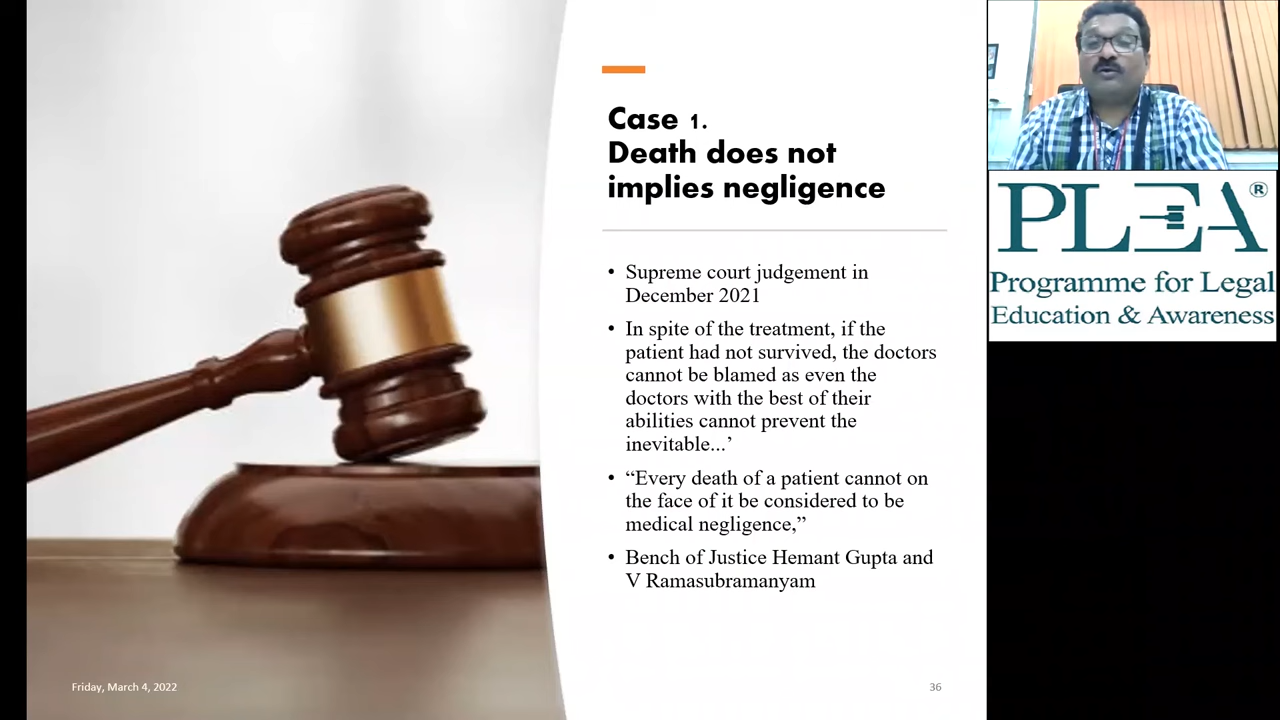 Case 1.
Death does not
implies negligence
• Supreme court judgement in
December 2021
• In spite of the treatment, if the
patient had not survived, the doctors
cannot be blamed as even the
doctors with the best of their
abilities cannot prevent the
inevitable...’
• “Every death of a patient cannot on
the face of it be considered to be
medical negligence,”
• Bench of Justice Hemant Gupta and
V Ramasubramanyam
Friday, March 4, 2022
36
PLEA®
Programme for Legal
Education & Awareness